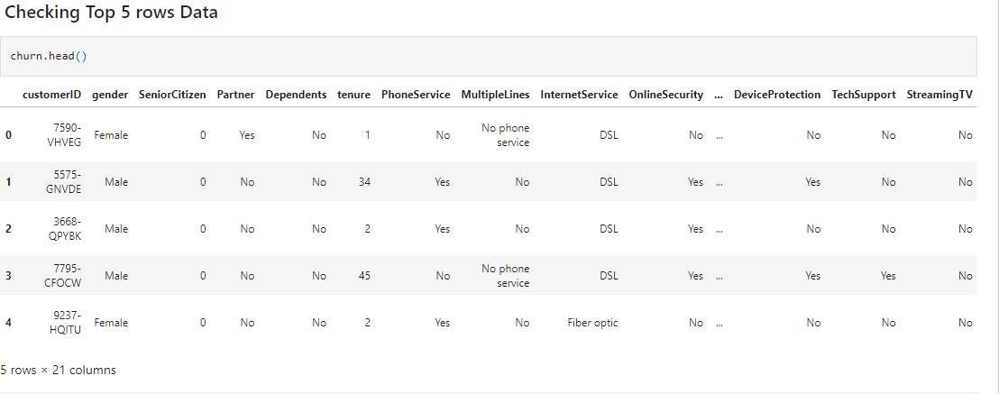 Checking Top 5 rows Data
churn.head()
customerID gender SeniorCitizen Partner Dependents tenure PhoneService MultipleLines InternetService OnlineSecurity ... DeviceProtection TechSupport StreamingTV
0 7590-VHVEG Female 0 Yes No 1 No No phone service DSL No ... No No No
1 5575-GNVDE Male 0 No No 34 Yes No DSL Yes ... Yes No No
2 3668-QPYBK Male 0 No No 2 Yes No DSL Yes ... No No No
3 7795-CFOCW Male 0 No No 45 No No phone service DSL Yes ... Yes Yes No
4 9237-HQITU Female 0 No No 2 Yes No Fiber optic No ... No No No
5 rows × 21 columns